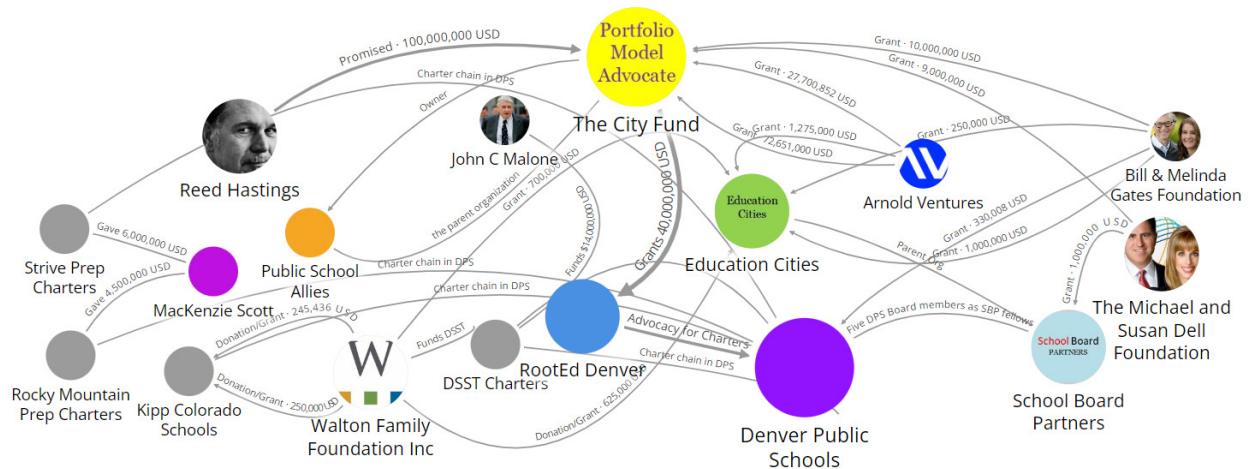 Portfolio
Model
Advocate
The City Fund
Promised · 100,000,000 USD
Charter chain in DPS
Owner
Reed Hastings
John C Malone
Grant · 10,000,000 USD
Grant · 9,000,000 USD
Grant · 27,700,852 USD
Grant · 1,275,000 USD
Grant · 72,651,000 USD
Grant · 250,000 USD
Bill & Melinda
Gates Foundation
Arnold Ventures
Education
Cities
Education Cities
the parent organization
Grant · 700,000 USD
Funds $14,000,000 USD
Grants 40,000,000 USD
Grant · 330,008 USD
Grant · 1,000,000 USD
Parent Org
Grant · 1,000,000 USD
The Michael and
Susan Dell
Foundation
Strive Prep
Charters
Gave 6,000,000 USD
MacKenzie Scott
Gave 4,500,000 USD
Public School
Allies
Charter chain in DPS
Charter chain in DPS
Rocky Mountain
Prep Charters
Donation/Grant · 245,436 USD
Kipp Colorado
Schools
Donation/Grant · 250,000 USD
W
Walton Family
Foundation Inc
Funds DSST
DSST Charters
RootEd Denver
Advocacy for Charters
Charter chain in DPS
Donation/Grant · 625,000 USD
Denver Public
Schools
Five DPS Board members as SBP fellows
School Board
PARTNERS
School Board
Partners